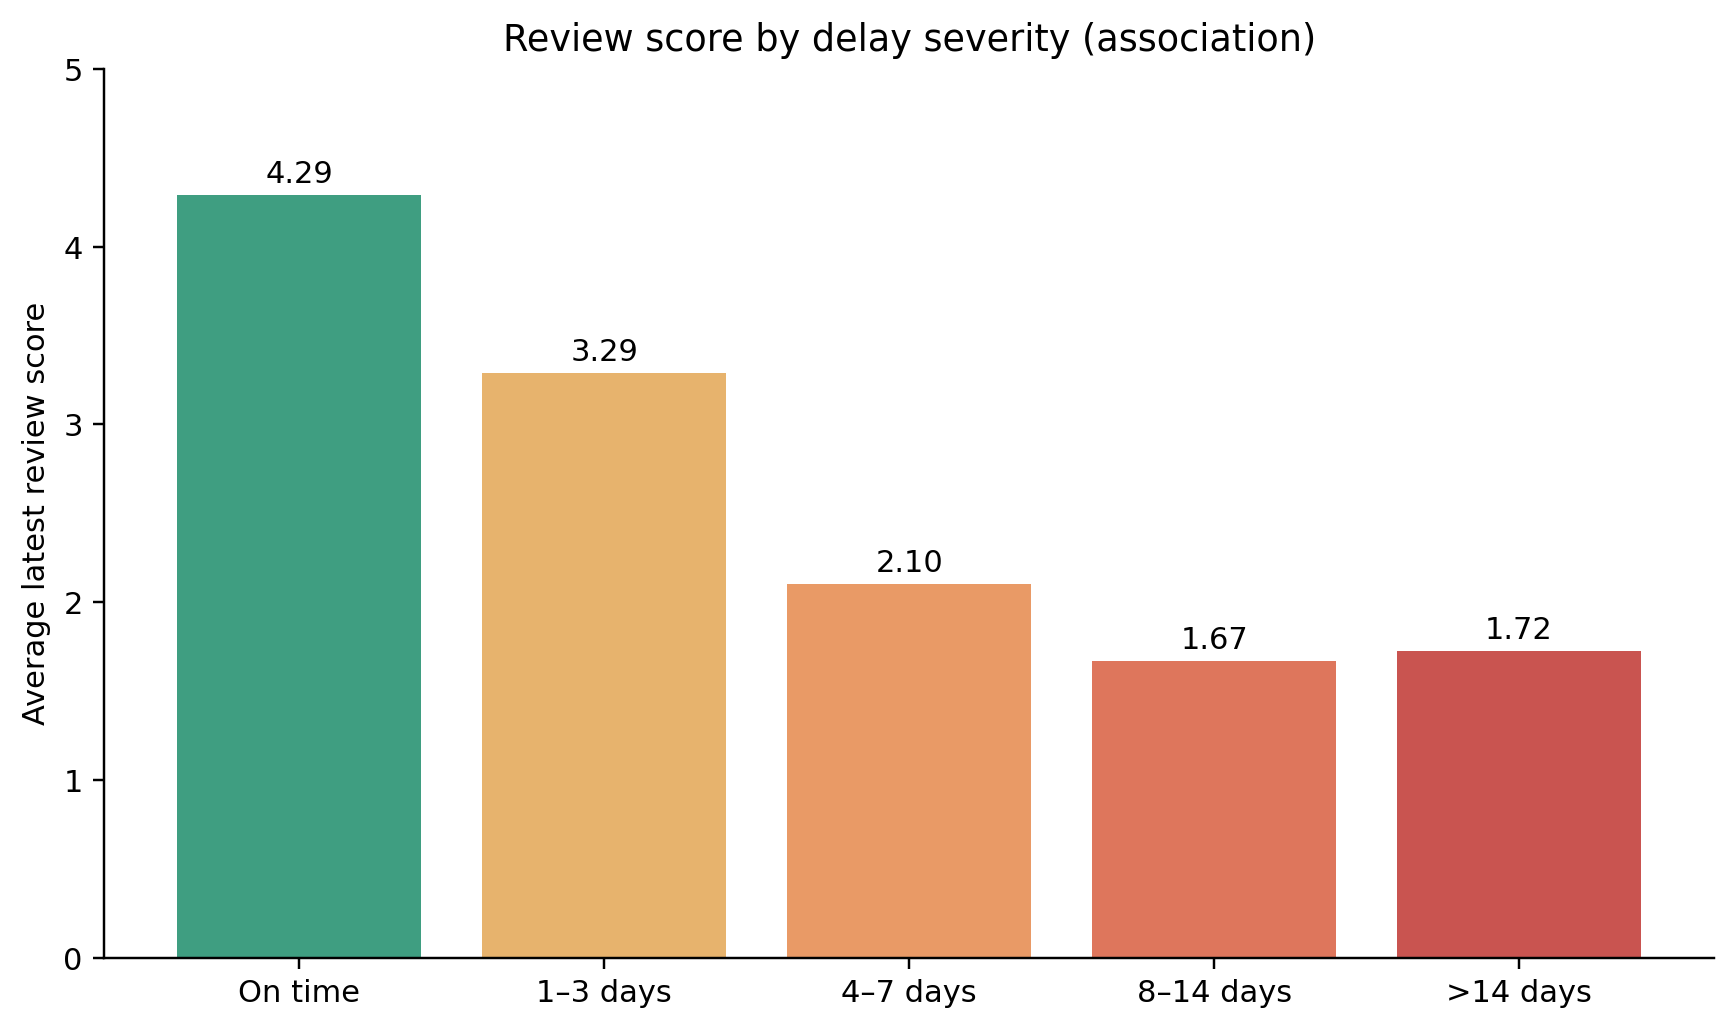 Review score by delay severity (association)
Average latest review score
5
4
3
2
1
0
4.29
3.29
2.10
1.67
1.72
On time
1–3 days
4–7 days
8–14 days
>14 days